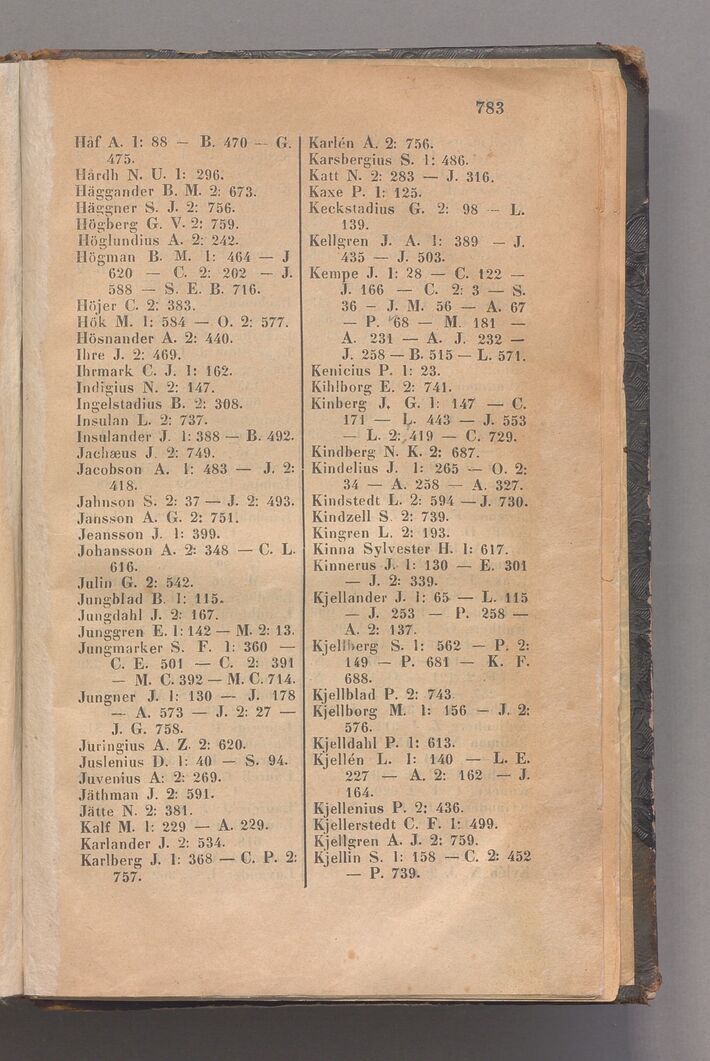 783
Håf A. 1: 88 — B. 470 — G.
475.
Hårdh N. U. 1: 296.
Häggander B. M. 2: 673.
Häggner S. J. 2: 756.
Högberg G. V. 2: 759.
Höglundius A. 2: 242.
Högman B. M. 1: 464 — J
620 — C. 2: 202 — J.
588 — S. E. B. 716.
Höjer C. 2: 383.
Hök M. 1: 584 — O. 2: 577.
Hösnander A. 2: 440.
Ihre J. 2: 469.
Ihrmark C. J. 1: 162.
Indigius N. 2: 147.
Ingelstadius B. 2: 308.
Insulan L. 2: 737.
Insulander J. 1: 388 — B. 492.
Jachæus J. 2: 749.
Jacobson A. 1: 483 — J. 2:
418.
Jahnson S. 2: 37 — J. 2: 493.
Jansson A. G. 2: 751.
Jeansson J. 1: 399.
Johansson A. 2: 348 — C. L.
616.
Julin G. 2: 542.
Jungblad B. 1: 115.
Jungdahl J. 2: 167.
Junggren E. 1: 142 — M. 2: 13.
Jungmarker S. F. 1: 360 —
C. E. 501 — C. 2: 391
— M. C. 392 — M. C. 714.
Jungner J. 1: 130 — J. 178
— A. 573 — J. 2: 27 —
J. G. 758.
Juringius A. Z. 2: 620.
Juslenius D. 1: 40 — S. 94.
Juvenius A: 2: 269.
Jäthman J. 2: 591.
Jätte N. 2: 381.
Kalf M. 1: 229 — A. 229.
Karlander J. 2: 534.
Karlberg J. 1: 368 — C. P. 2:
757.
Karlén A. 2: 756.
Karsbergius S. 1: 486.
Katt N. 2: 283 — J. 316.
Kaxe P. 1: 125.
Keckstadius G. 2: 98 — L.
139.
Kellgren J. A. 1: 389 — J.
435 — J. 503.
Kempe J. 1: 28 — C. 122 —
J. 166 — C. 2: 3 — S.
36 — J. M. 56 — A. 67
— P. 68 — M. 181 —
A. 231 — A. J. 232 —
J. 258 — B. 515 — L. 571.
Kenicius P. 1: 23.
Kihlborg E. 2: 741.
Kinberg J. G. 1: 147 — C.
171 — L. 443 — J. 553
— L. 2: 419 — C. 729.
Kindberg N. K. 2: 687.
Kindelius J. 1: 265 — O. 2:
34 — A. 258 — A. 327.
Kindstedt L. 2: 594 — J. 730.
Kindzell S. 2: 739.
Kingren L. 2: 193.
Kinna Sylvester H. 1: 617.
Kinnerus J. 1: 130 — E. 301
— J. 2: 339.
Kjellander J. 1: 65 — L. 115
— J. 253 — P. 258 —
A. 2: 137.
Kjellberg S. 1: 562 — P. 2:
149 — P. 681 — K. F.
688.
Kjellblad P. 2: 743
Kjellborg M. 1: 156 — J. 2:
576.
Kjelldahl P. 1: 613.
Kjellén L. 1: 140 — L. E.
227 — A. 2: 162 — J.
164.
Kjellenius P. 2: 436.
Kjellerstedt C. F. 1: 499.
Kjellgren A. J. 2: 759.
Kjellin S. 1: 158 — C. 2: 452
— P. 739.